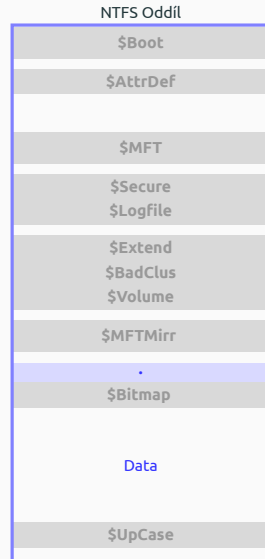 NTFS Oddíl
$Boot
$AttrDef
$MFT
$Secure
$Logfile
$Extend
$BadClus
$Volume
$MFTMirr
.
$Bitmap
Data
$UpCase